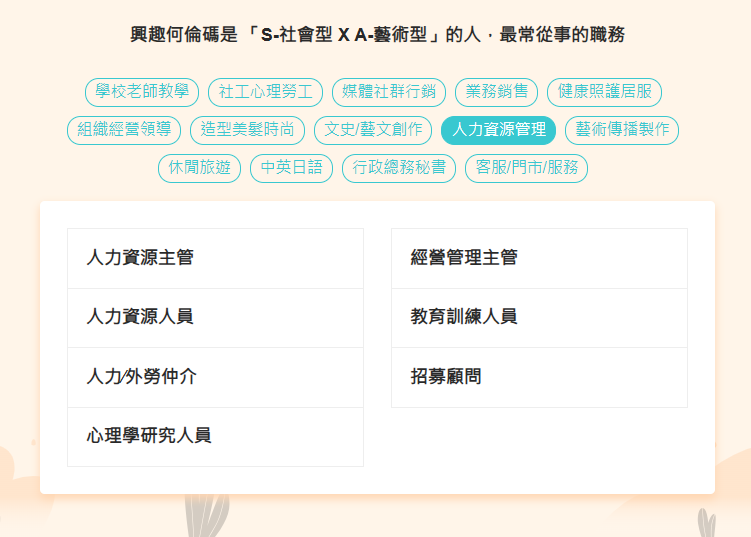 興趣何倫碼是「S-社會型 X A-藝術型」的人，最常從事的職務
學校老師教學 社工心理勞工 媒體社群行銷 業務銷售 健康照護居服
組織經營領導 造型美髮時尚 文史/藝文創作 人力資源管理 藝術傳播製作
休閒旅遊 中英日語 行政總務秘書 客服/門市/服務
人力資源主管 經營管理主管
人力資源人員 教育訓練人員
人力∕外勞仲介 招募顧問
心理學研究人員